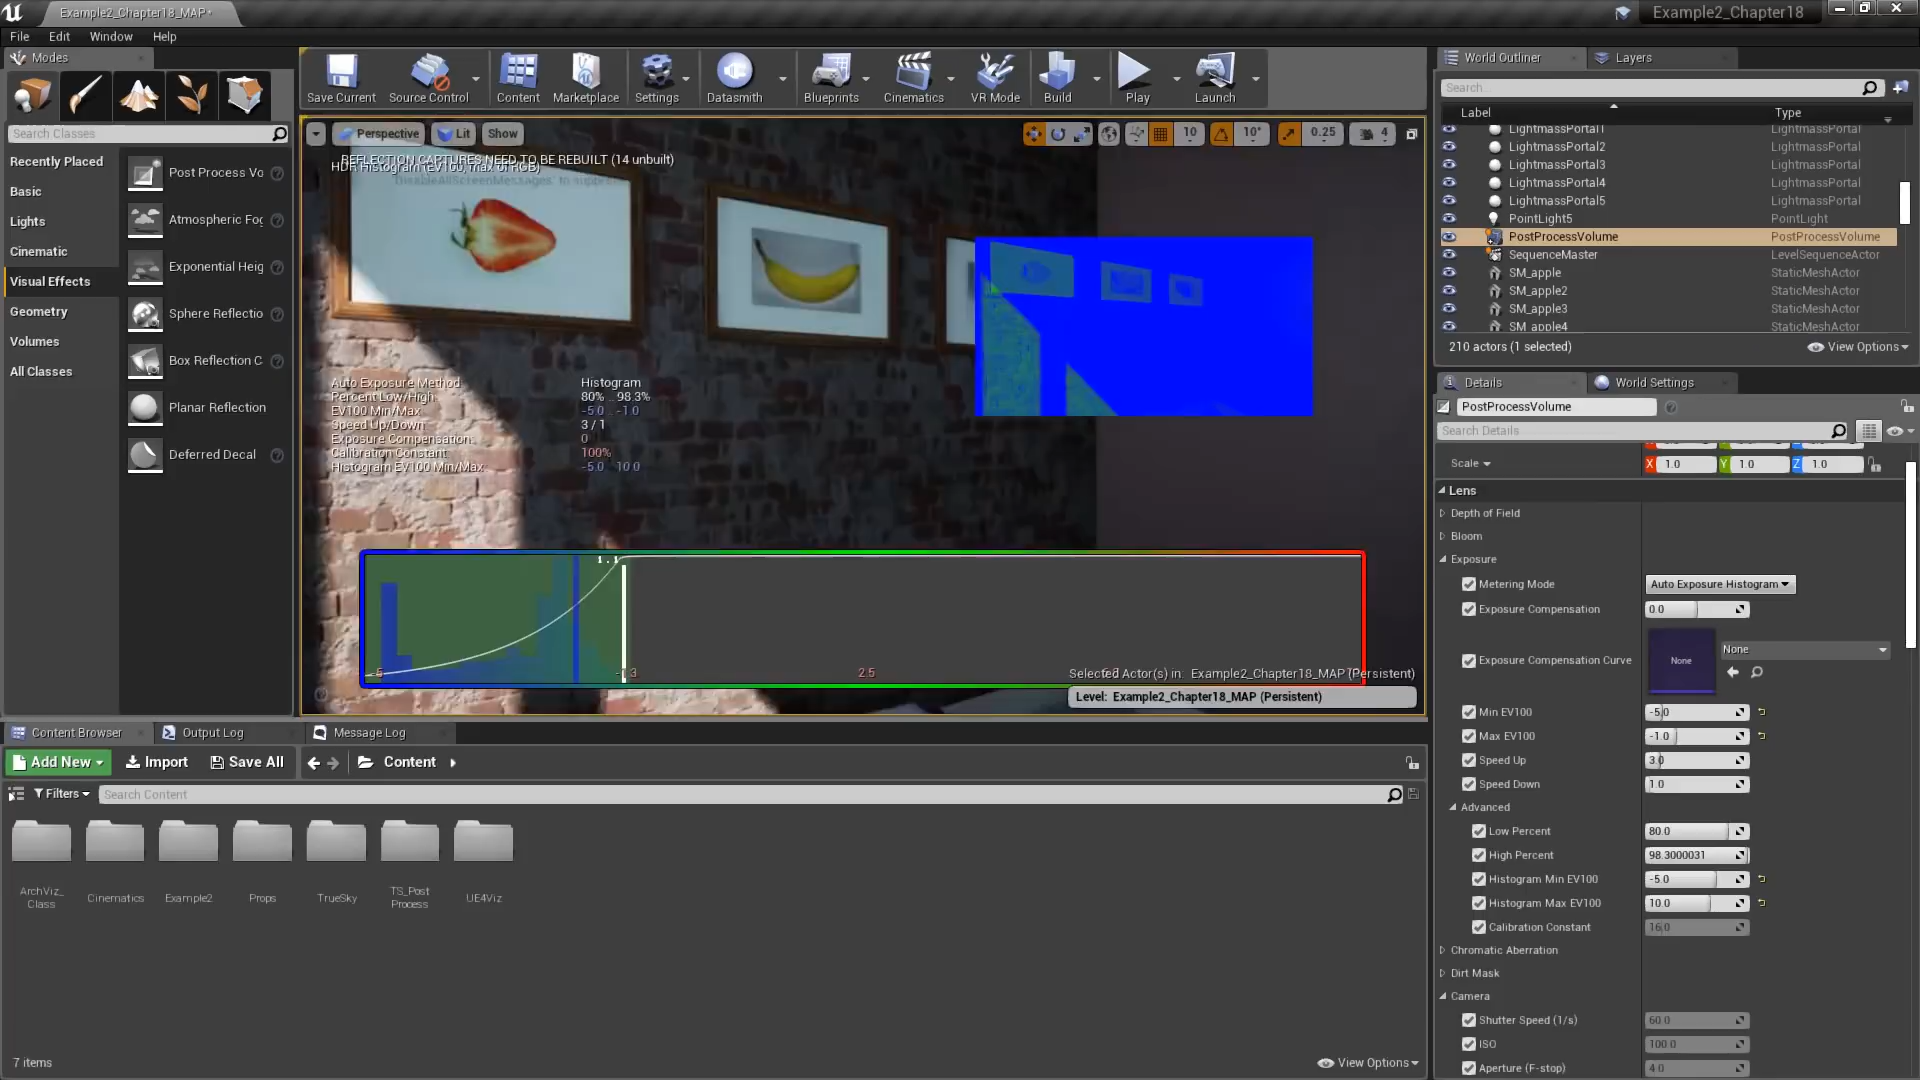 Example2_Chapter18_MAP*
Example2_Chapter18
File Edit Window Help
Modes
Search Classes
Recently Placed
Basic
Lights
Cinematic
Visual Effects
Geometry
Volumes
All Classes
Post Process Vo
Atmospheric Fog
Exponential Heig
Sphere Reflectio
Box Reflection C
Planar Reflection
Deferred Decal
Save Current
Source Control
Content
Marketplace
Settings
Datasmith
Blueprints
Cinematics
VR Mode
Build
Play
Launch
Perspective Lit Show
10 10° 0.25 4
REFLECTION CAPTURES NEED TO BE REBUILT (14 unbuilt)
HDR Histogram (EV100, max of RGB)
Auto Exposure Method Histogram
Percent Low/High 80% .. 98.3%
EV100 Min/Max -5.0 .. -1.0
Speed Up/Down 3 / 1
Exposure Compensation 0
Calibration Constant 100%
Histogram EV100 Min/Max -5.0 10.0
2.5
Selected Actor(s) in: Example2_Chapter18_MAP (Persistent)
Level: Example2_Chapter18_MAP (Persistent)
World Outliner
Layers
Search...
Label Type
LightmassPortal1 LightmassPortal
LightmassPortal2 LightmassPortal
LightmassPortal3 LightmassPortal
LightmassPortal4 LightmassPortal
LightmassPortal5 LightmassPortal
PointLight5 PointLight
PostProcessVolume PostProcessVolume
SequenceMaster LevelSequenceActor
SM_apple StaticMeshActor
SM_apple2 StaticMeshActor
SM_apple3 StaticMeshActor
SM_apple4 StaticMeshActor
210 actors (1 selected)
View Options
Details
World Settings
PostProcessVolume
Search Details
Scale X 1.0 Y 1.0 Z 1.0
Lens
Depth of Field
Bloom
Exposure
Metering Mode Auto Exposure Histogram
Exposure Compensation 0.0
Exposure Compensation Curve None None
Min EV100 -5.0
Max EV100 -1.0
Speed Up 3.0
Speed Down 1.0
Advanced
Low Percent 80.0
High Percent 98.3000031
Histogram Min EV100 -5.0
Histogram Max EV100 10.0
Calibration Constant 16.0
Chromatic Aberration
Dirt Mask
Camera
Shutter Speed (1/s) 60.0
ISO 100.0
Aperture (F-stop) 4.0
Content Browser
Output Log
Message Log
Add New Import Save All Content
Filters Search Content
ArchViz_
Class
Cinematics
Example2
Props
TrueSky
TS_Post
Process
UE4Viz
7 items
View Options